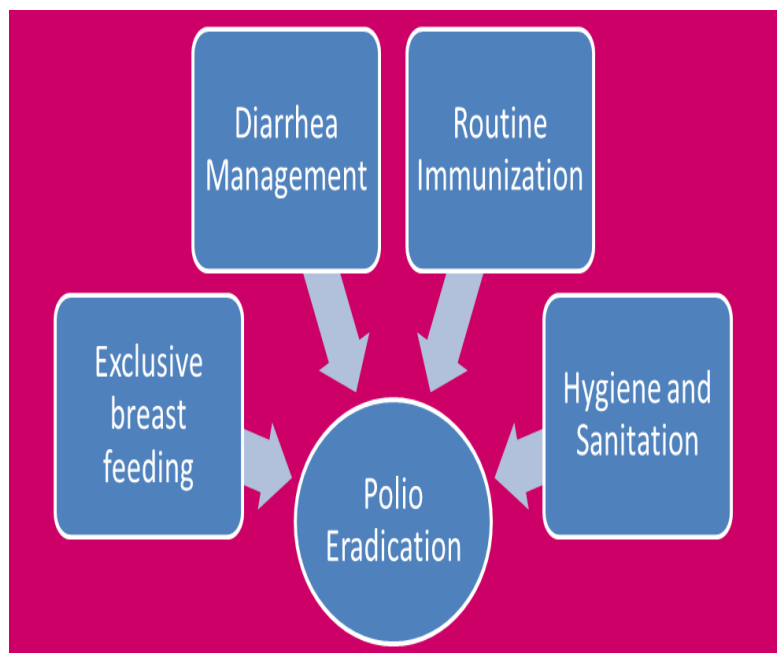 Diarrhea
Management
Routine
Immunization
Exclusive
breast
feeding
Hygiene and
Sanitation
Polio
Eradication